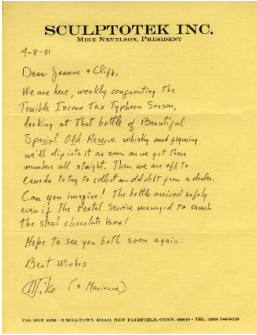 SCULPTOTEK INC.
MIKE NEVELSON, PRESIDENT
4-8-81
Dear Jeanne & Cliff,
We are here, weakly confronting the
Terrible Income Tax Typhoon Season,
looking at That bottle of Beautiful
Special Old Reserve whisky and figuring
we'll dip into it as soon as we get these
numbers all straight. Then we are off to
Canada to try to collect an old debt from a dealer.
Can you imagine! The bottle arrived safely
even if The Postal Service managed to crush
the steel chocolate box!
Hope to see you both soon again.
Best Wishes
Mike (& Marianne)
NEW FAIRFIELD, CONN.